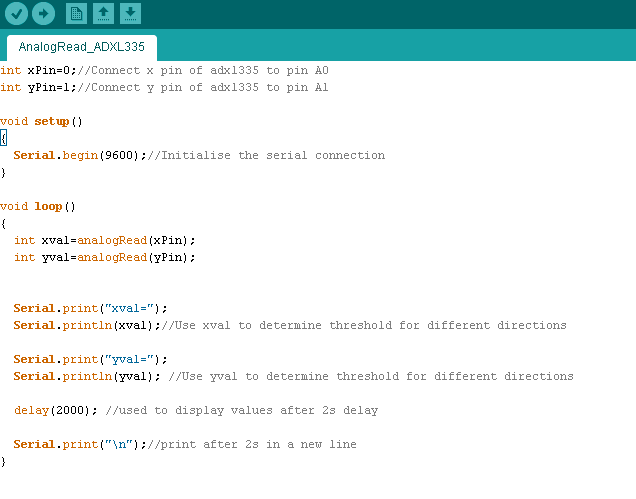 AnalogRead_ADXL335
int xPin=0;//Connect x pin of adxl335 to pin A0
int yPin=1;//Connect y pin of adxl335 to pin A1
void setup()
{
Serial.begin(9600);//Initialise the serial connection
}
void loop()
{
int xval=analogRead(xPin);
int yval=analogRead(yPin);
Serial.print("xval=");
Serial.println(xval);//Use xval to determine threshold for different directions
Serial.print("yval=");
Serial.println(yval); //Use yval to determine threshold for different directions
delay(2000); //used to display values after 2s delay
Serial.print("\n");//print after 2s in a new line
}